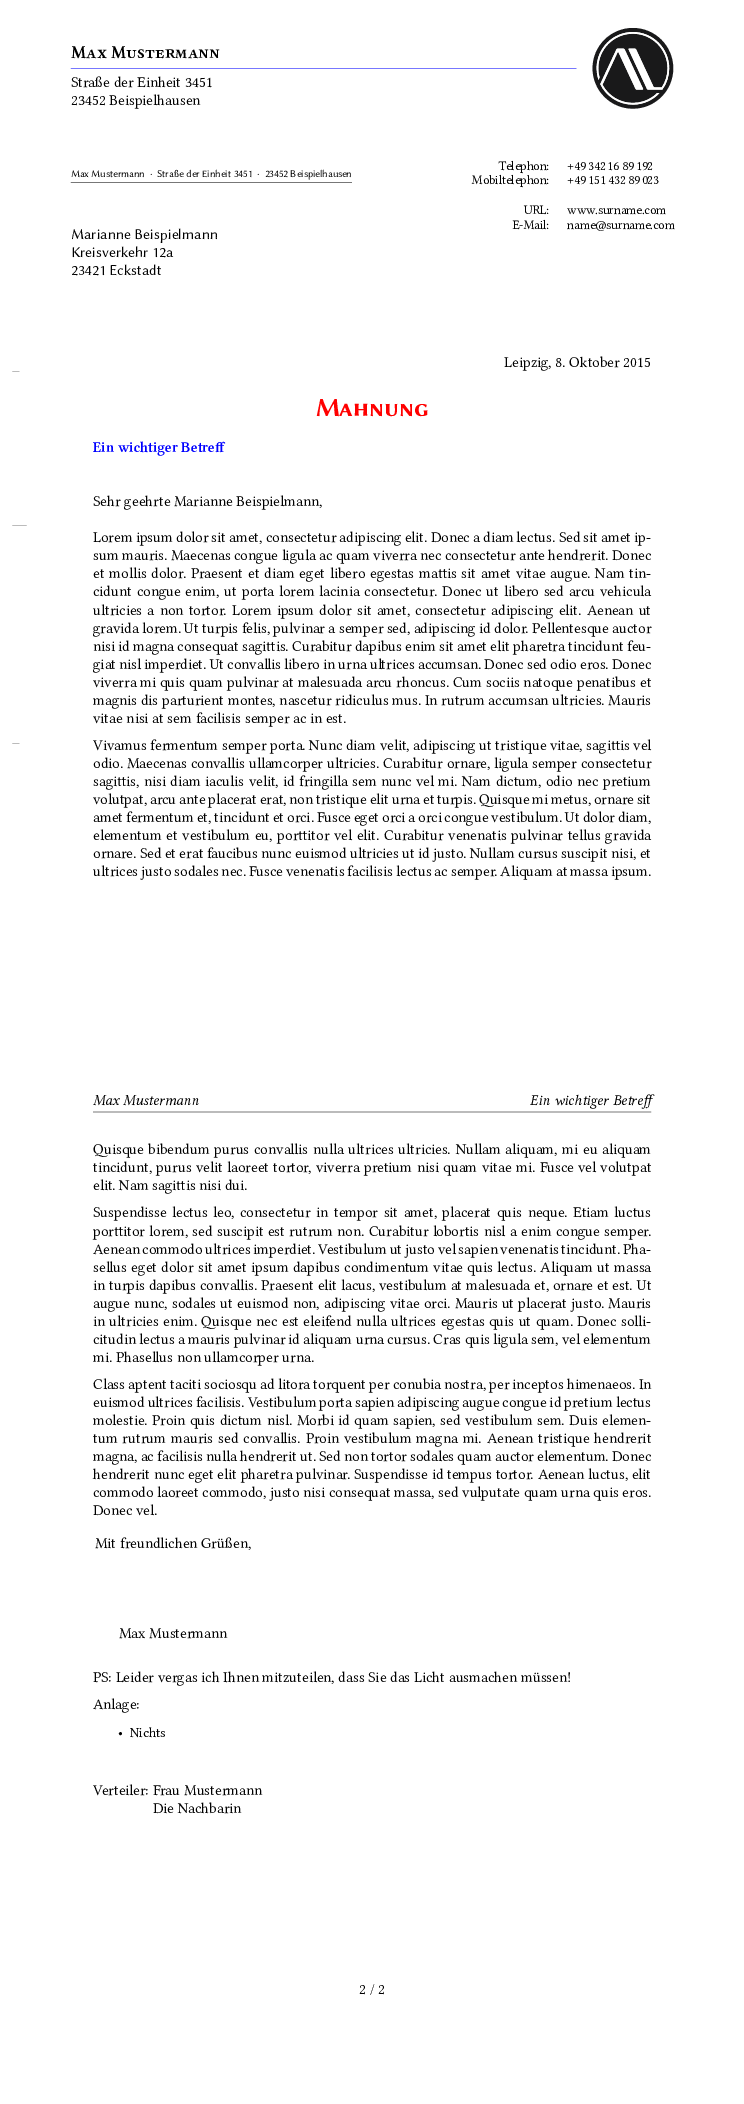 Max Mustermann
Straße der Einheit 3451
23452 Beispielhausen
Max Mustermann · Straße der Einheit 3451 · 23452 Beispielhausen
Telephon: +49 342 16 89 192
Mobiltelephon: +49 151 432 89 023
URL: www.surname.com
E-Mail: name@surname.com
Marianne Beispielmann
Kreisverkehr 12a
23421 Eckstadt
Leipzig, 8. Oktober 2015
Mahnung
Ein wichtiger Betreff
Sehr geehrte Marianne Beispielmann,
Lorem ipsum dolor sit amet, consectetur adipiscing elit. Donec a diam lectus. Sed sit amet ip-
sum mauris. Maecenas congue ligula ac quam viverra nec consectetur ante hendrerit. Donec
et mollis dolor. Praesent et diam eget libero egestas mattis sit amet vitae augue. Nam tin-
cidunt congue enim, ut porta lorem lacinia consectetur. Donec ut libero sed arcu vehicula
ultricies a non tortor. Lorem ipsum dolor sit amet, consectetur adipiscing elit. Aenean ut
gravida lorem. Ut turpis felis, pulvinar a semper sed, adipiscing id dolor. Pellentesque auctor
nisi id magna consequat sagittis. Curabitur dapibus enim sit amet elit pharetra tincidunt feu-
giat nisl imperdiet. Ut convallis libero in urna ultrices accumsan. Donec sed odio eros. Donec
viverra mi quis quam pulvinar at malesuada arcu rhoncus. Cum sociis natoque penatibus et
magnis dis parturient montes, nascetur ridiculus mus. In rutrum accumsan ultricies. Mauris
vitae nisi at sem facilisis semper ac in est.
Vivamus fermentum semper porta. Nunc diam velit, adipiscing ut tristique vitae, sagittis vel
odio. Maecenas convallis ullamcorper ultricies. Curabitur ornare, ligula semper consectetur
sagittis, nisi diam iaculis velit, id fringilla sem nunc vel mi. Nam dictum, odio nec pretium
volutpat, arcu ante placerat erat, non tristique elit urna et turpis. Quisque mi metus, ornare sit
amet fermentum et, tincidunt et orci. Fusce eget orci a orci congue vestibulum. Ut dolor diam,
elementum et vestibulum eu, porttitor vel elit. Curabitur venenatis pulvinar tellus gravida
ornare. Sed et erat faucibus nunc euismod ultricies ut id justo. Nullam cursus suscipit nisi, et
ultrices justo sodales nec. Fusce venenatis facilisis lectus ac semper. Aliquam at massa ipsum.
Max Mustermann Ein wichtiger Betreff
Quisque bibendum purus convallis nulla ultrices ultricies. Nullam aliquam, mi eu aliquam
tincidunt, purus velit laoreet tortor, viverra pretium nisi quam vitae mi. Fusce vel volutpat
elit. Nam sagittis nisi dui.
Suspendisse lectus leo, consectetur in tempor sit amet, placerat quis neque. Etiam luctus
porttitor lorem, sed suscipit est rutrum non. Curabitur lobortis nisl a enim congue semper.
Aenean commodo ultrices imperdiet. Vestibulum ut justo vel sapien venenatis tincidunt. Pha-
sellus eget dolor sit amet ipsum dapibus condimentum vitae quis lectus. Aliquam ut massa
in turpis dapibus convallis. Praesent elit lacus, vestibulum at malesuada et, ornare et est. Ut
augue nunc, sodales ut euismod non, adipiscing vitae orci. Mauris ut placerat justo. Mauris
in ultricies enim. Quisque nec est eleifend nulla ultrices egestas quis ut quam. Donec solli-
citudin lectus a mauris pulvinar id aliquam urna cursus. Cras quis ligula sem, vel elementum
mi. Phasellus non ullamcorper urna.
Class aptent taciti sociosqu ad litora torquent per conubia nostra, per inceptos himenaeos. In
euismod ultrices facilisis. Vestibulum porta sapien adipiscing augue congue id pretium lectus
molestie. Proin quis dictum nisl. Morbi id quam sapien, sed vestibulum sem. Duis elemen-
tum rutrum mauris sed convallis. Proin vestibulum magna mi. Aenean tristique hendrerit
magna, ac facilisis nulla hendrerit ut. Sed non tortor sodales quam auctor elementum. Donec
hendrerit nunc eget elit pharetra pulvinar. Suspendisse id tempus tortor. Aenean luctus, elit
commodo laoreet commodo, justo nisi consequat massa, sed vulputate quam urna quis eros.
Donec vel.
Mit freundlichen Grüßen,
Max Mustermann
PS: Leider vergas ich Ihnen mitzuteilen, dass Sie das Licht ausmachen müssen!
Anlage:
• Nichts
Verteiler: Frau Mustermann
Die Nachbarin
2 / 2